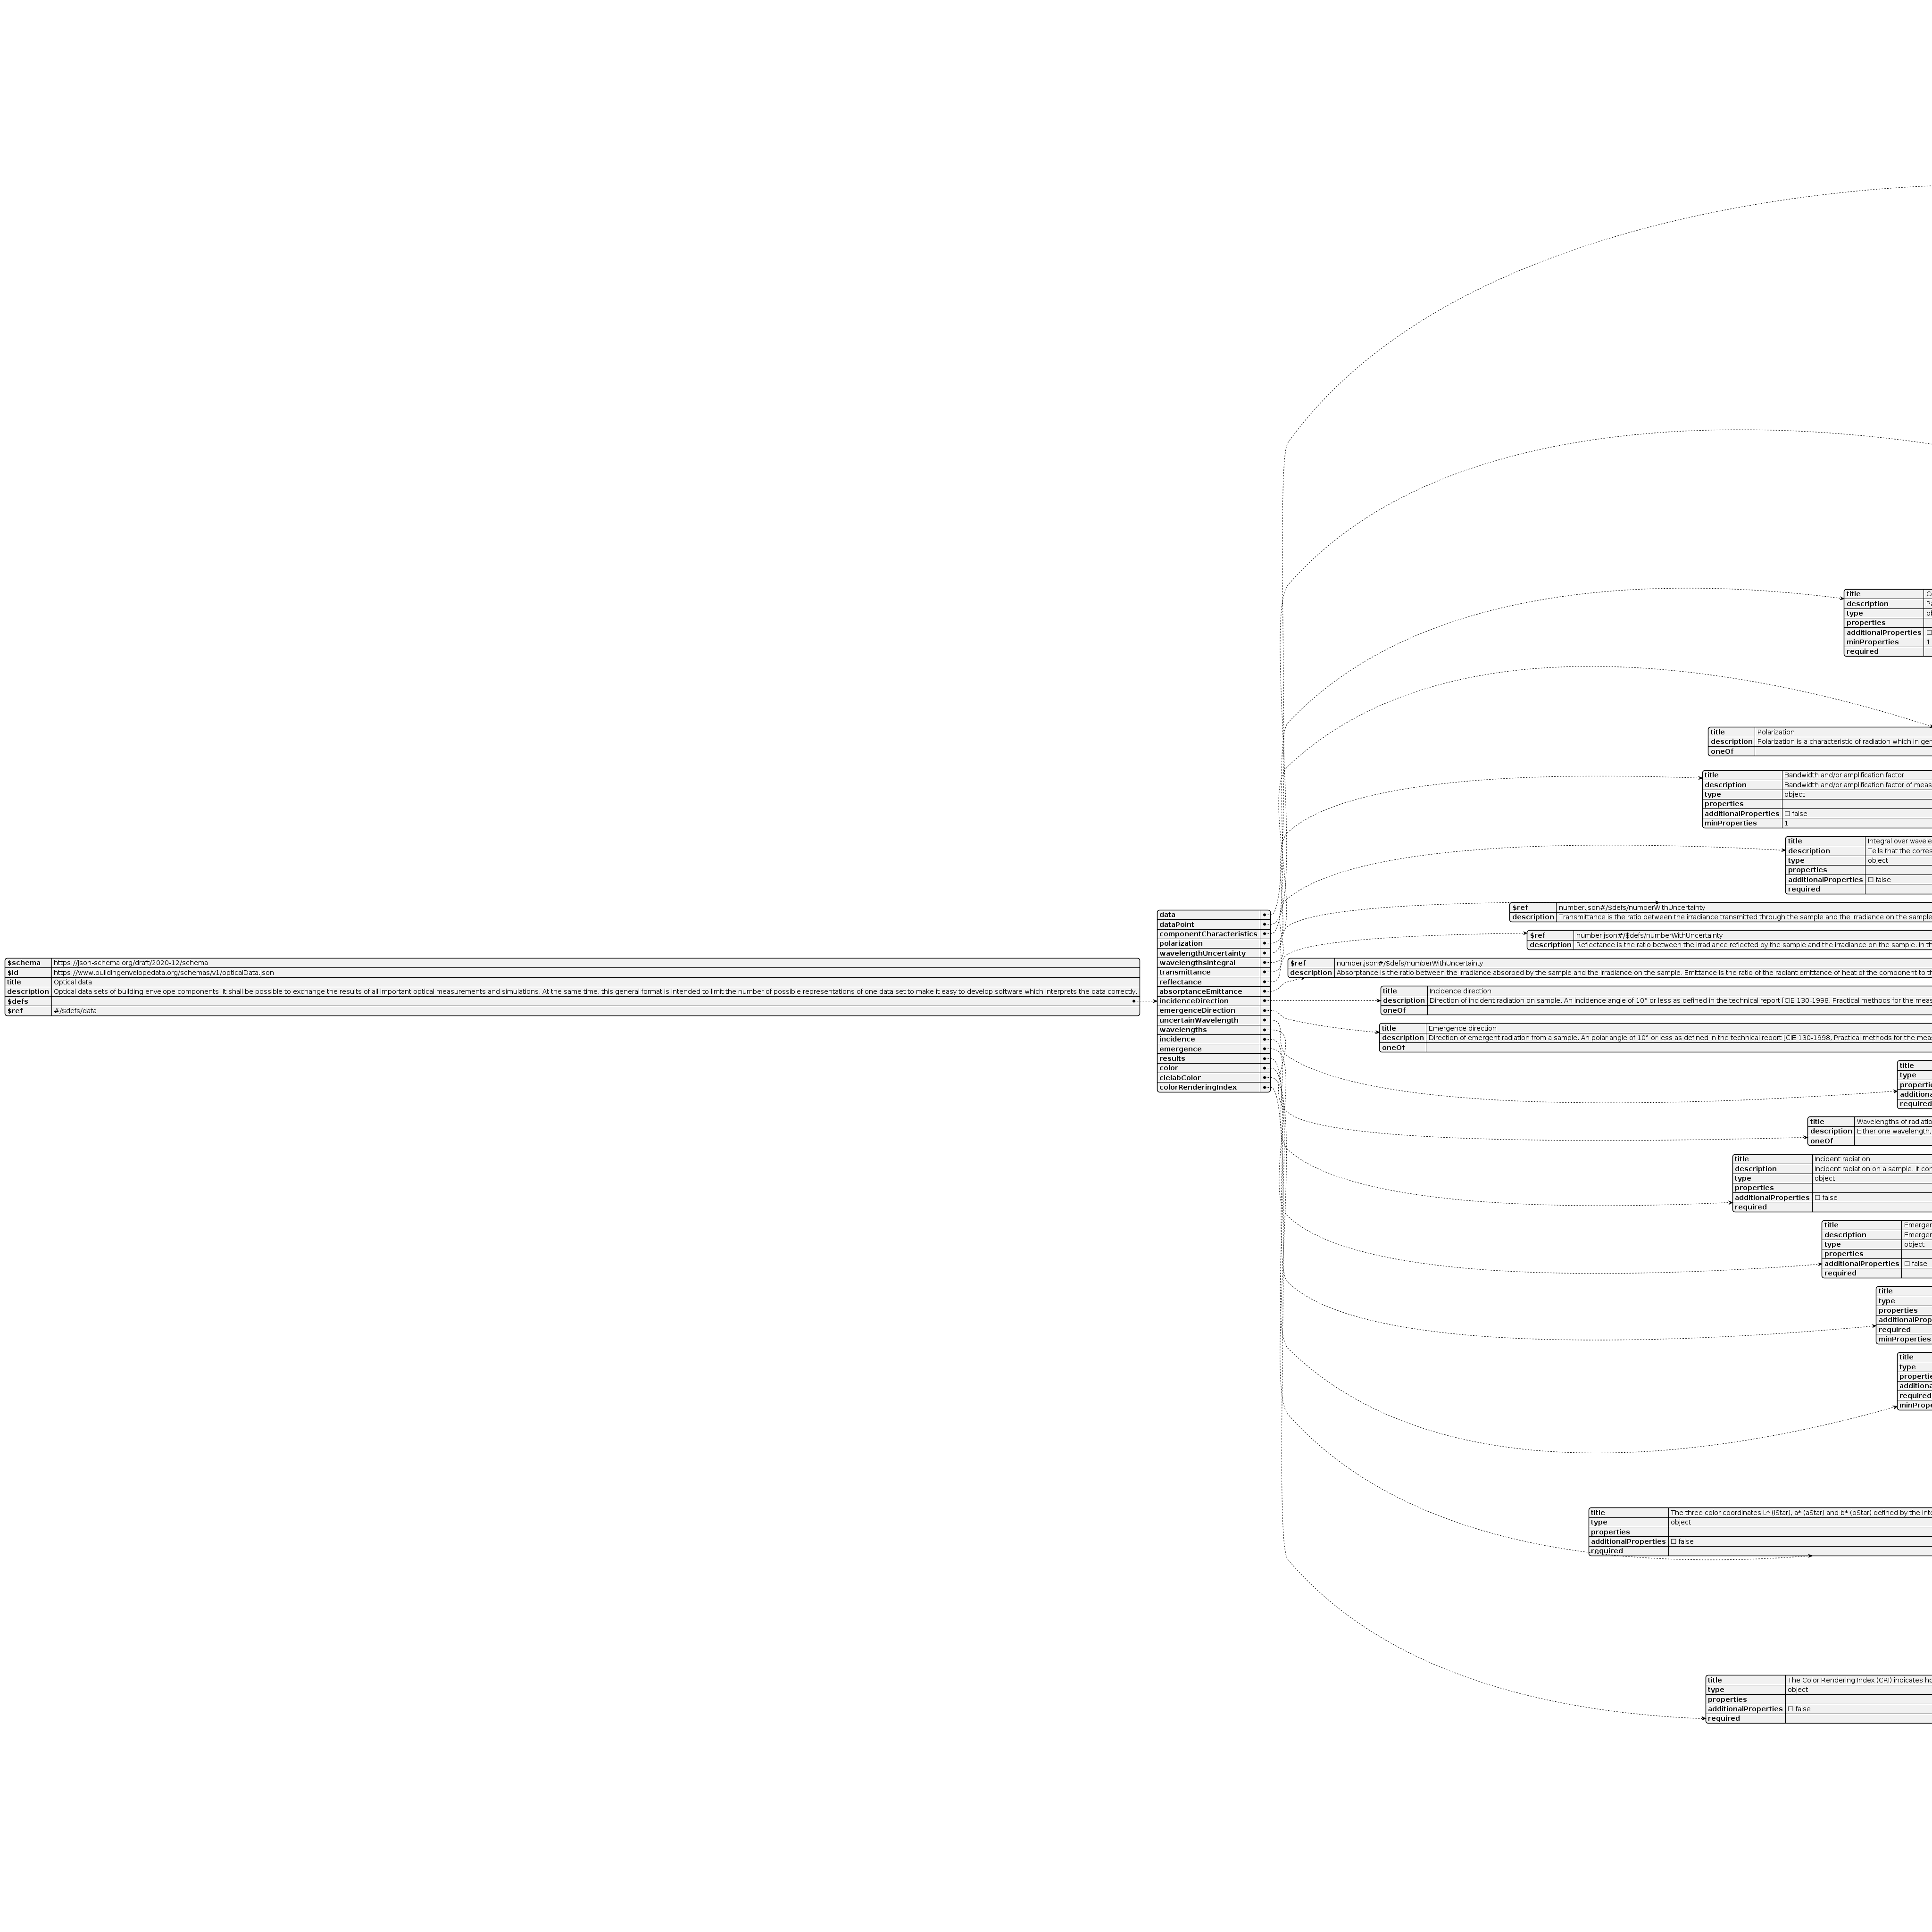 $schema https://json-schema.org/draft/2020-12/schema
$id https://www.buildingenvelopedata.org/schemas/v1/opticalData.json
title Optical data
description Optical data sets of building envelope components. It shall be possible to exchange the results of all important optical measurements and simulations. At the same time, this general format is intended to limit the number of possible representations of one data set to make it easy to develop software which interprets the data correctly.
$defs
$ref #/$defs/data
data
dataPoint
componentCharacteristics
polarization
wavelengthUncertainty
wavelengthsIntegral
transmittance
reflectance
absorptanceEmittance
incidenceDirection
emergenceDirection
uncertainWavelength
wavelengths
incidence
emergence
results
color
cielabColor
colorRenderingIndex
title
description
type
properties
additionalProperties ☐
minProperties 1
required
title Polarization
description Polarization is a characteristic of radiation which in
oneOf
title Bandwidth and/or amplification factor
description Bandwidth and/or amplification factor of
type object
properties
additionalProperties ☐ false
minProperties 1
title Integral over
description Tells that the
type object
properties
additionalProperties ☐ false
required
$ref number.json#/$defs/numberWithUncertainty
description Transmittance is the ratio between the irradiance transmitted through the sample and the irradiance on the sample
$ref number.json#/$defs/numberWithUncertainty
description Reflectance is the ratio between the irradiance reflected by the sample and the irradiance on the sample. In
$ref number.json#/$defs/numberWithUncertainty
description Absorptance is the ratio between the irradiance absorbed by the sample and the irradiance on the sample. Emittance is the ratio of the radiant emittance of heat of the component to
title Incidence direction
description Direction of incident radiation on sample. An incidence angle of 10° or less as defined in the technical report [CIE 130-1998, Practical methods for the
oneOf
title Emergence direction
description Direction of emergent radiation from a sample. An polar angle of 10° or less as defined in the technical report [CIE 130-1998, Practical methods for the
oneOf
title
type
properti
additiona
required
title Wavelengths of
description Either one wavelength,
oneOf
title Incident radiation
description Incident radiation on a sample. It
type object
properties
additionalProperties ☐ false
required
title
description
type object
properties
additionalProperties ☐ false
required
title
type
properties
additionalProp
required
minProperties
title
type
properti
additiona
required
minPrope
title The three color coordinates L* (lStar), a* (aStar) and b* (bStar) defined by the
type object
properties
additionalProperties ☐ false
required
title The Color Rendering Index (CRI) indicates
type object
properties
additionalProperties ☐ false
required